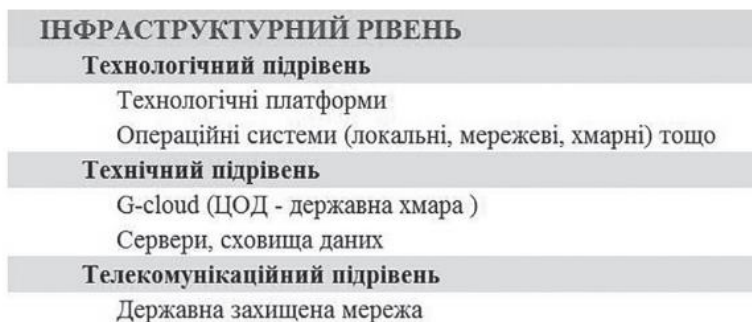 ІНФРАСТРУКТУРНИЙ РІВЕНЬ
Технологічний підрівень
Технологічні платформи
Операційні системи (локальні, мережеві, хмарні) тощо
Технічний підрівень
G-cloud (ЦОД - державна хмара )
Сервери, сховища даних
Телекомунікаційний підрівень
Державна захищена мережа